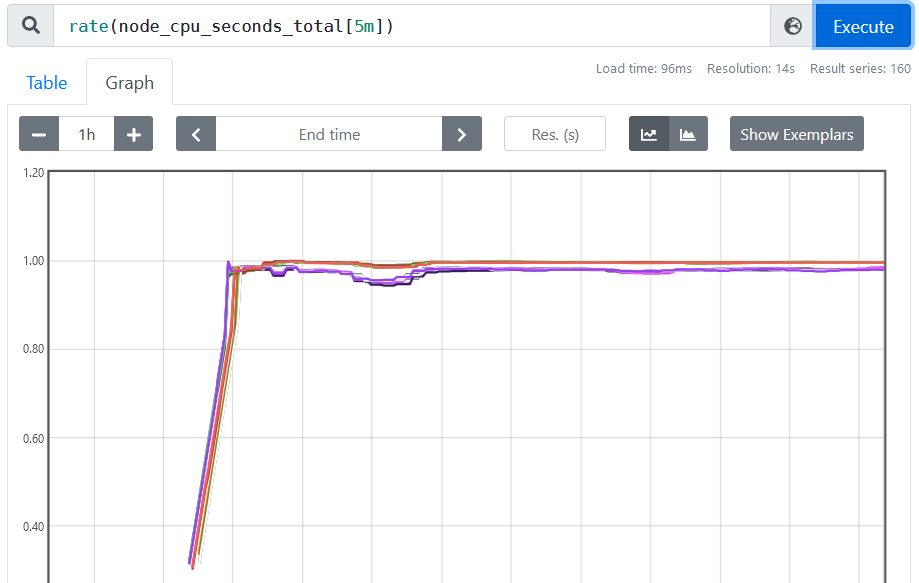 rate(node_cpu_seconds_total[5m]) Execute
Load time: 96ms Resolution: 14s Result series: 160
Table Graph
1h End time Res. (s) Show Exemplars
1.20
1.00
0.80
0.60
0.40